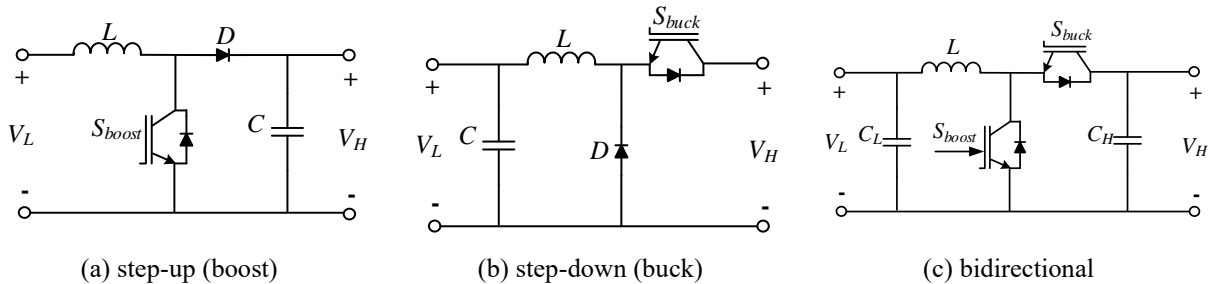 L
D
+
+
V_L
S_boost
C
V_H
-
-
(a) step-up (boost)
S_buck
L
+
+
V_L
C
D
V_H
-
-
(b) step-down (buck)
S_buck
L
+
+
V_L
C_L
S_boost
C_H
V_H
-
-
(c) bidirectional